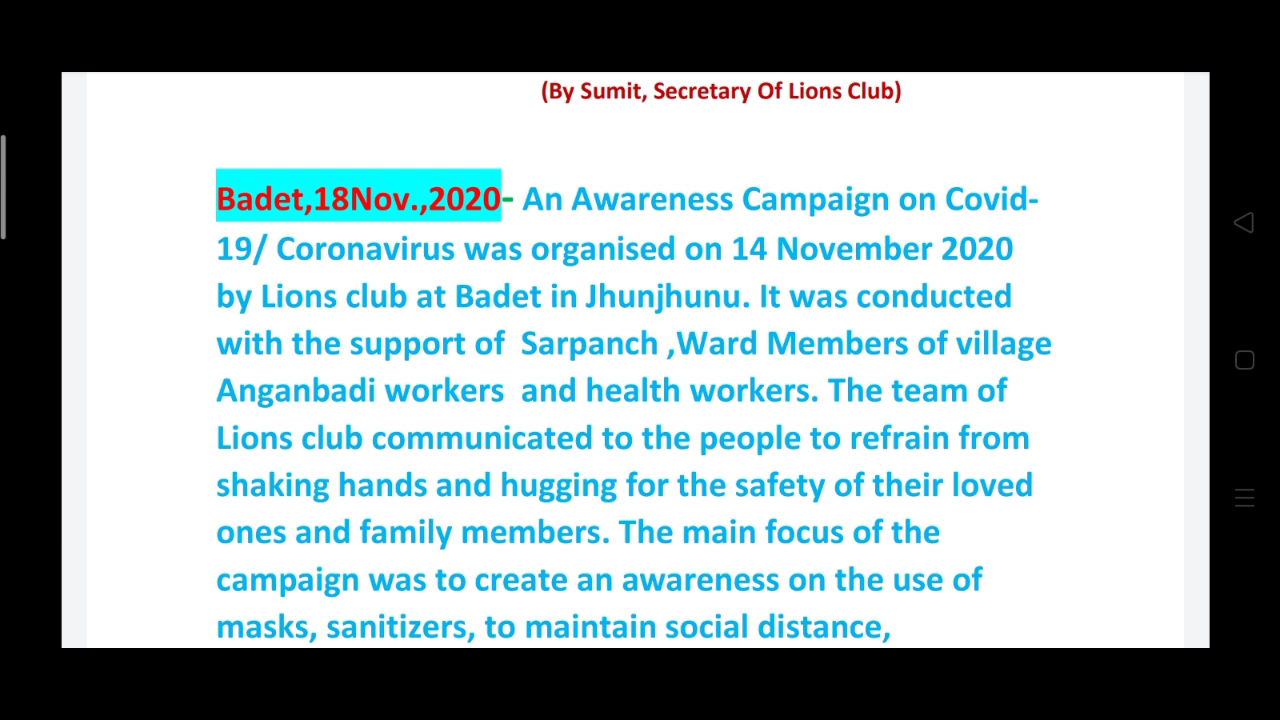 (By Sumit, Secretary Of Lions Club)
Badet,18Nov.,2020- An Awareness Campaign on Covid-
19/ Coronavirus was organised on 14 November 2020
by Lions club at Badet in Jhunjhunu. It was conducted
with the support of  Sarpanch ,Ward Members of village
Anganbadi workers  and health workers. The team of
Lions club communicated to the people to refrain from
shaking hands and hugging for the safety of their loved
ones and family members. The main focus of the
campaign was to create an awareness on the use of
masks, sanitizers, to maintain social distance,